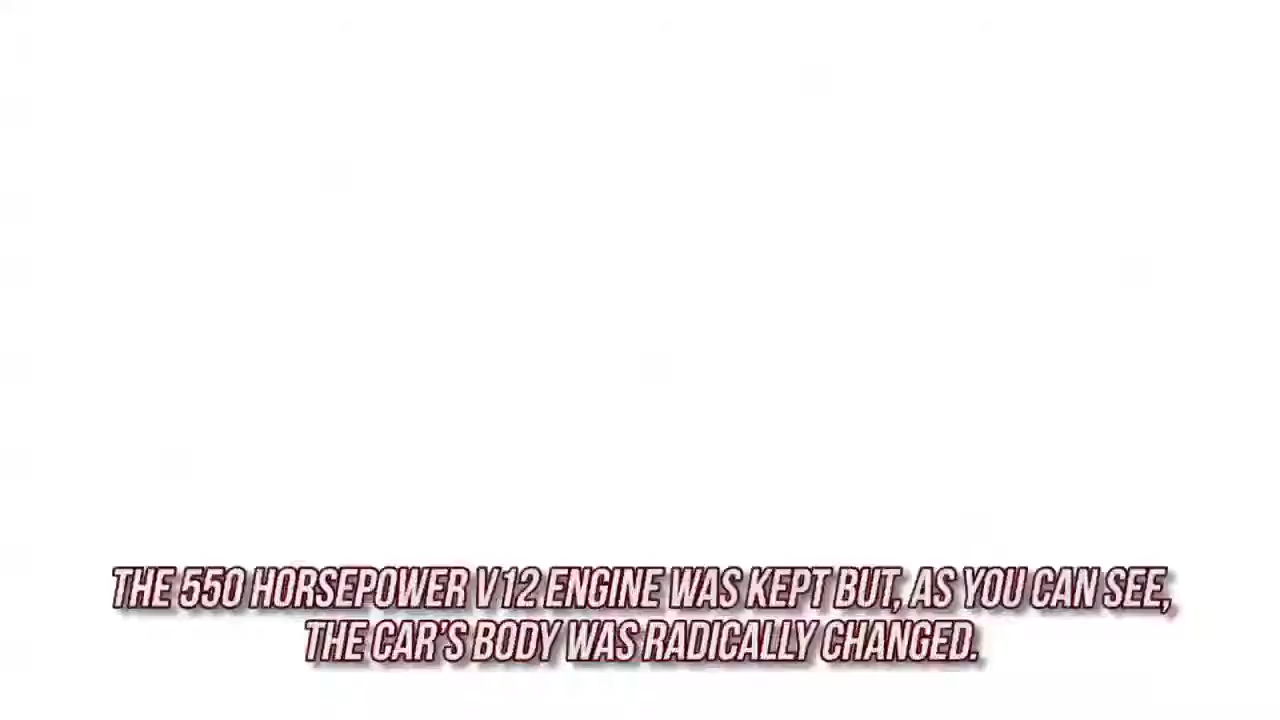 THE 550 HORSEPOWER V12 ENGINE WAS KEPT BUT, AS YOU CAN SEE,
THE CAR'S BODY WAS RADICALLY CHANGED.